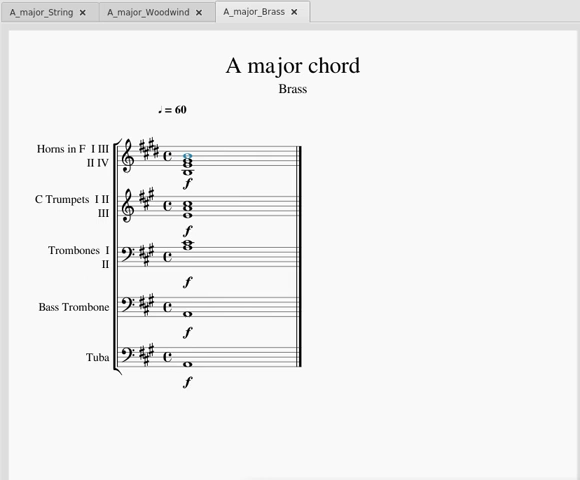 A_major_String × A_major_Woodwind × A_major_Brass ×
A major chord
Brass
♩ = 60
Horns in F I III
II IV
f
C Trumpets I II
III
f
Trombones I
II
f
Bass Trombone
f
Tuba
f